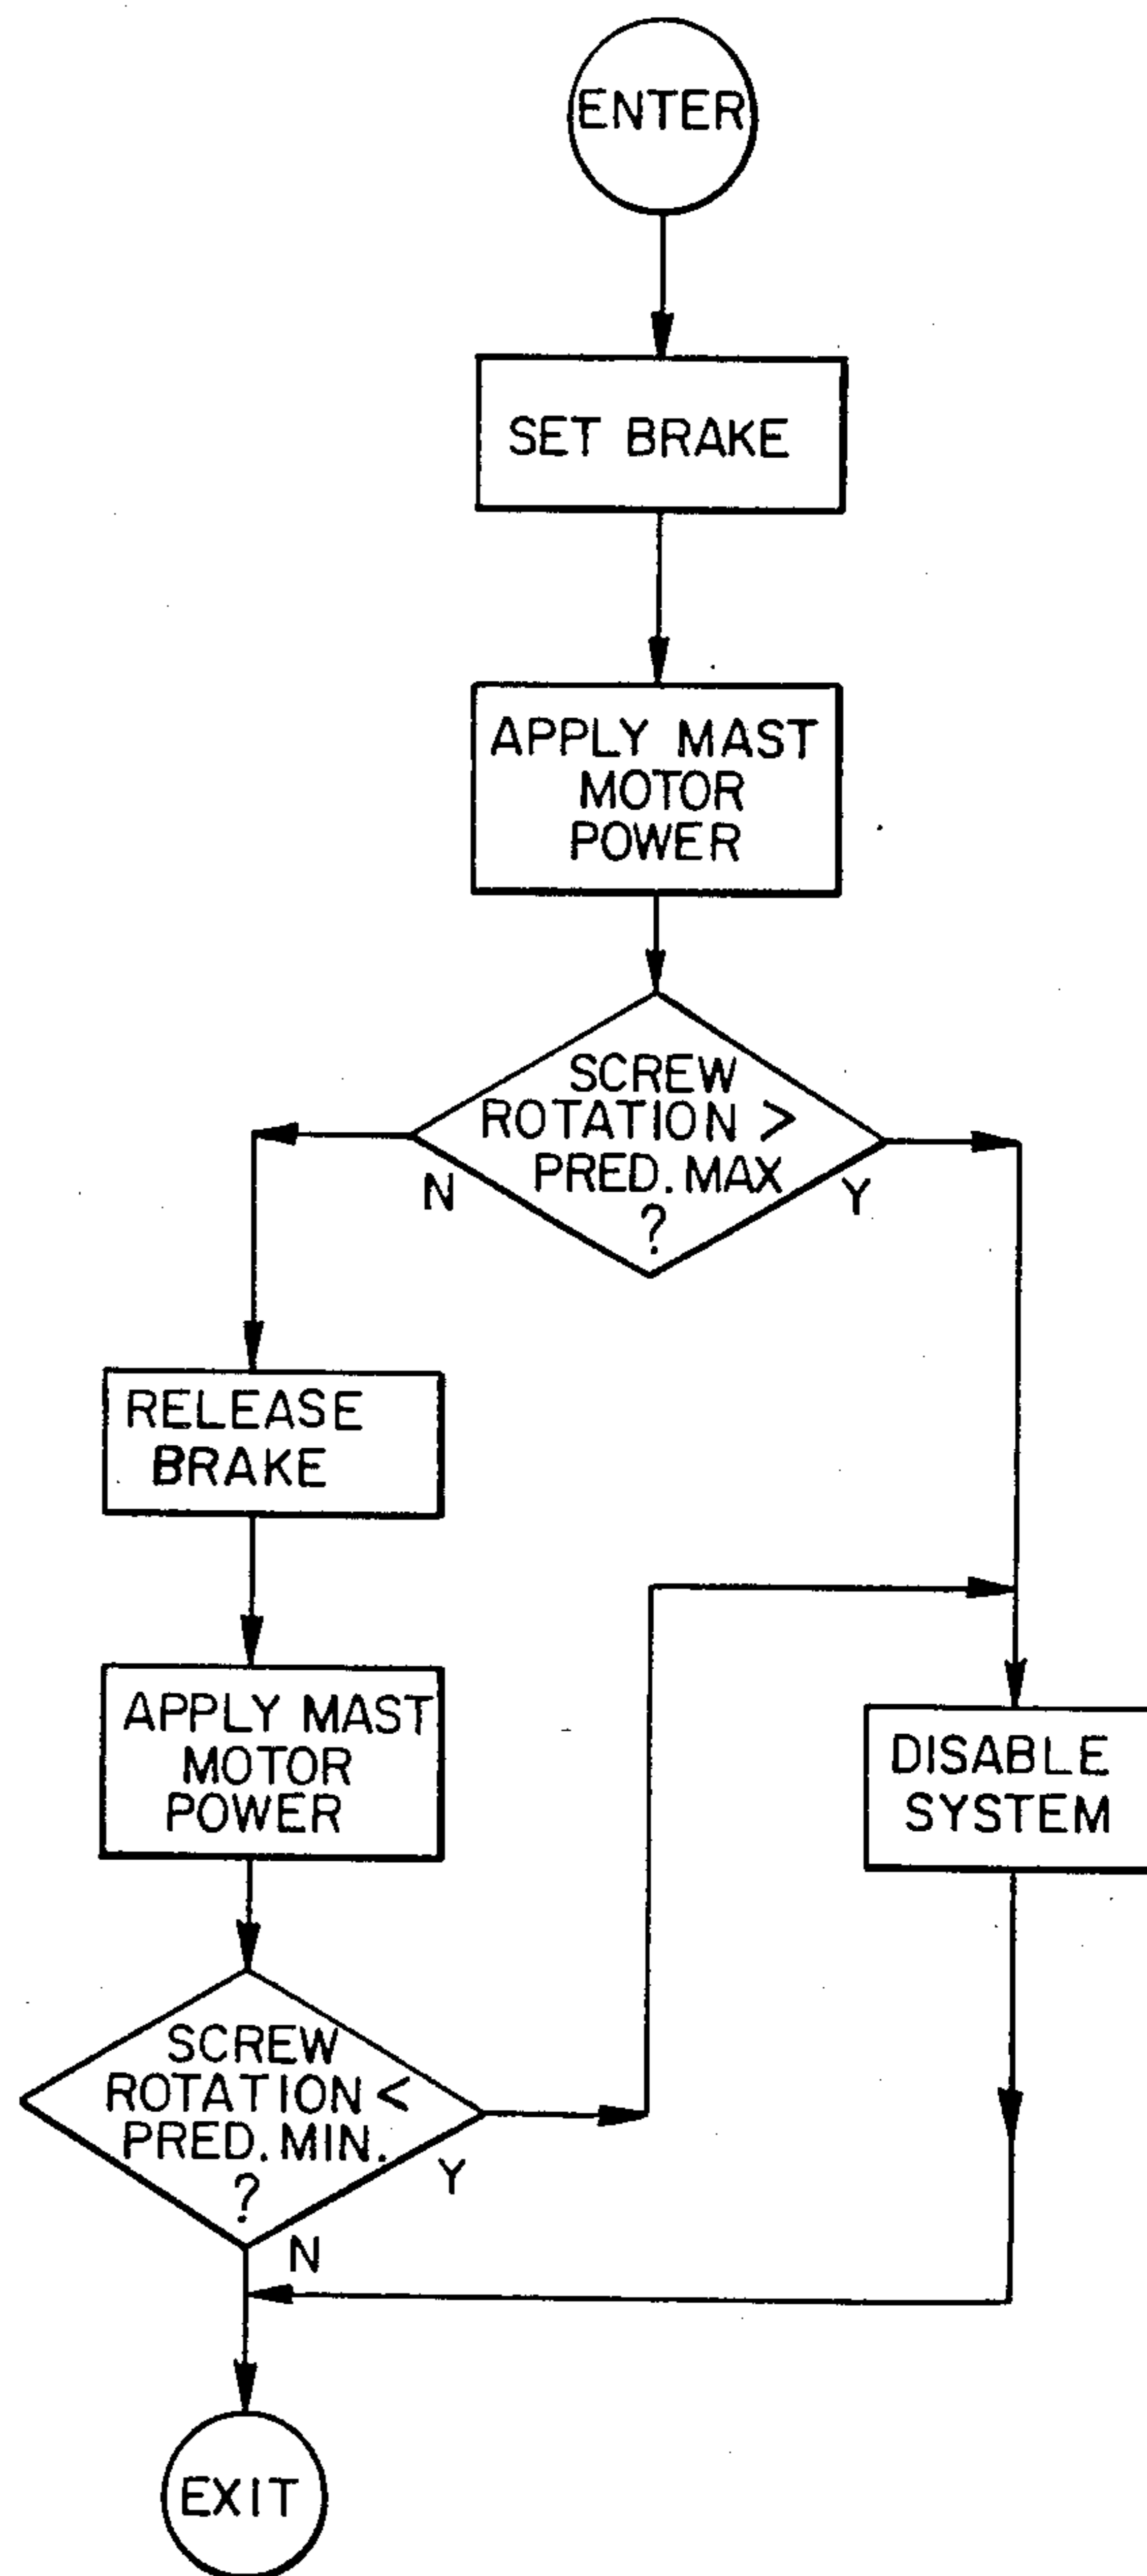 ENTER
SET BRAKE
APPLY MAST
MOTOR
POWER
SCREW
ROTATION >
PRED. MAX
?
N
Y
RELEASE
BRAKE
APPLY MAST
MOTOR
POWER
DISABLE
SYSTEM
SCREW
ROTATION <
PRED. MIN.
?
Y
N
EXIT